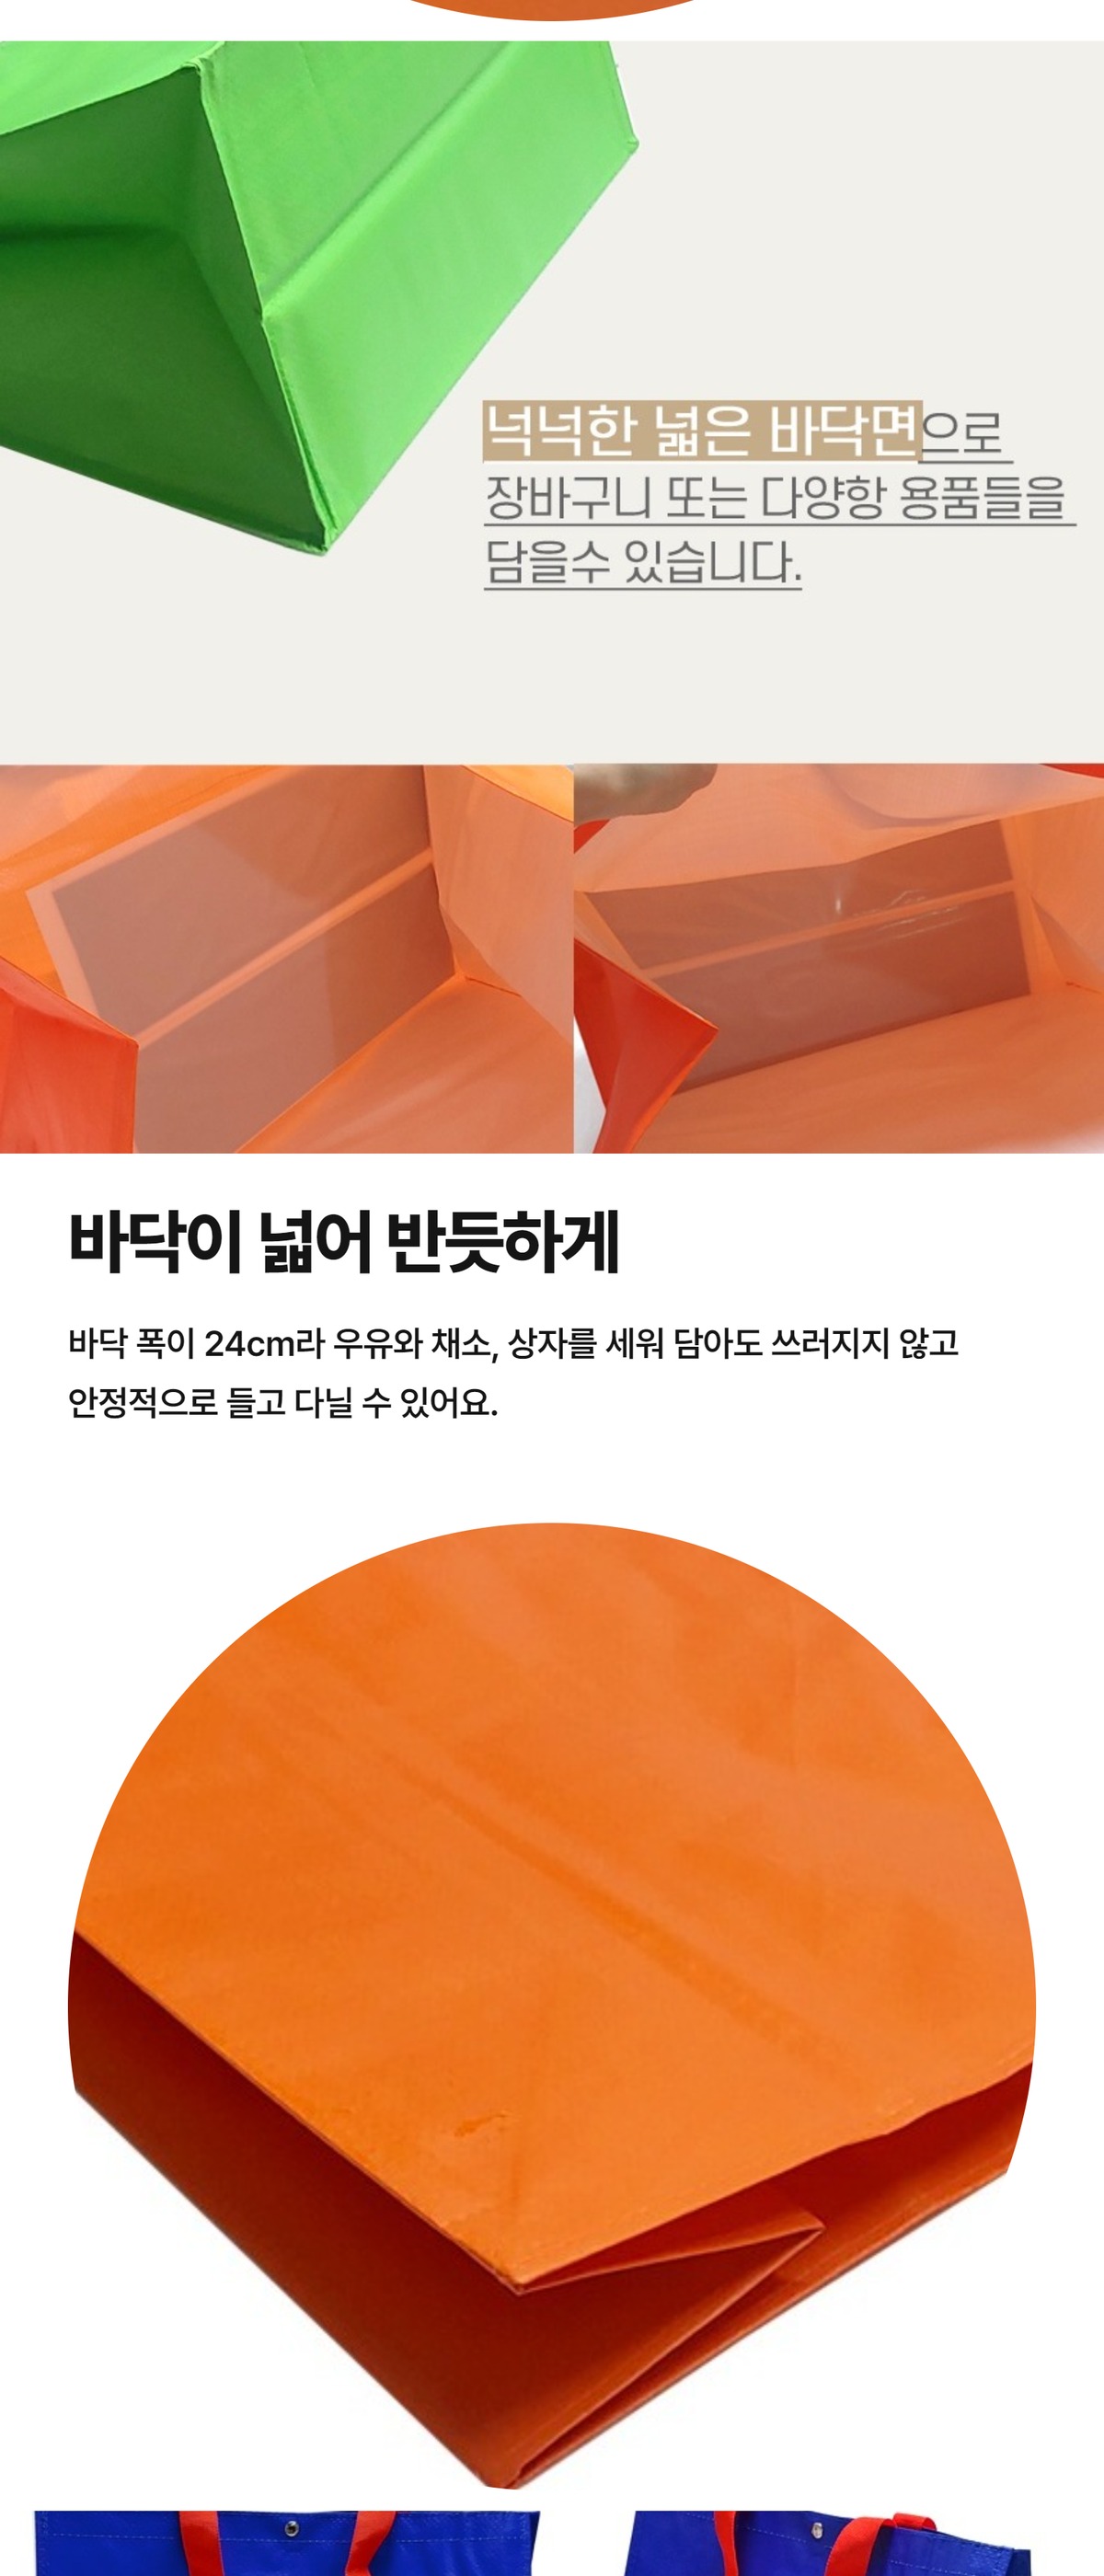 넉넉한 넓은 바닥면으로
장바구니 또는 다양항 용품들을
담을수 있습니다.
바닥이 넓어 반듯하게
바닥 폭이 24cm라 우유와 채소, 상자를 세워 담아도 쓰러지지 않고
안정적으로 들고 다닐 수 있어요.